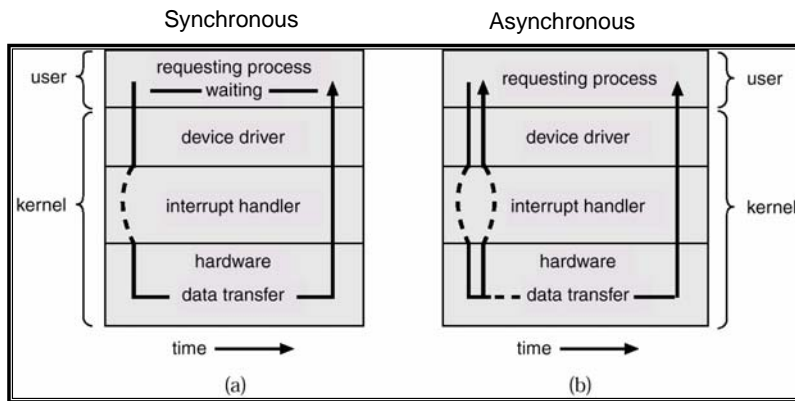 Synchronous
Asynchronous
user
requesting process
waiting
device driver
kernel
interrupt handler
hardware
data transfer
time
(a)
requesting process
user
device driver
interrupt handler
kernel
hardware
data transfer
time
(b)